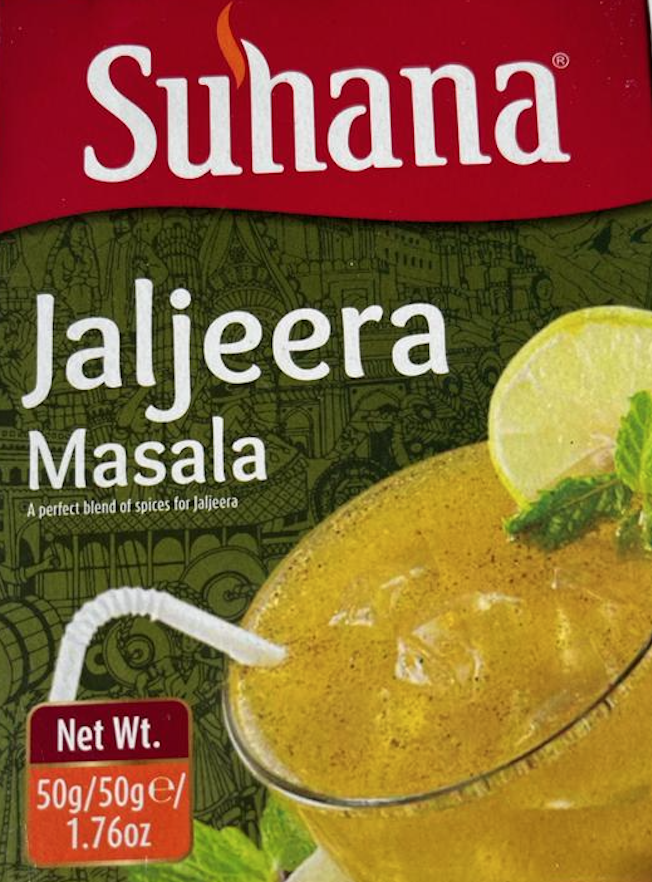 Suhana®
Jaljeera
Masala
A perfect blend of spices for Jaljeera
Net Wt.
50g/50g℮/
1.76oz